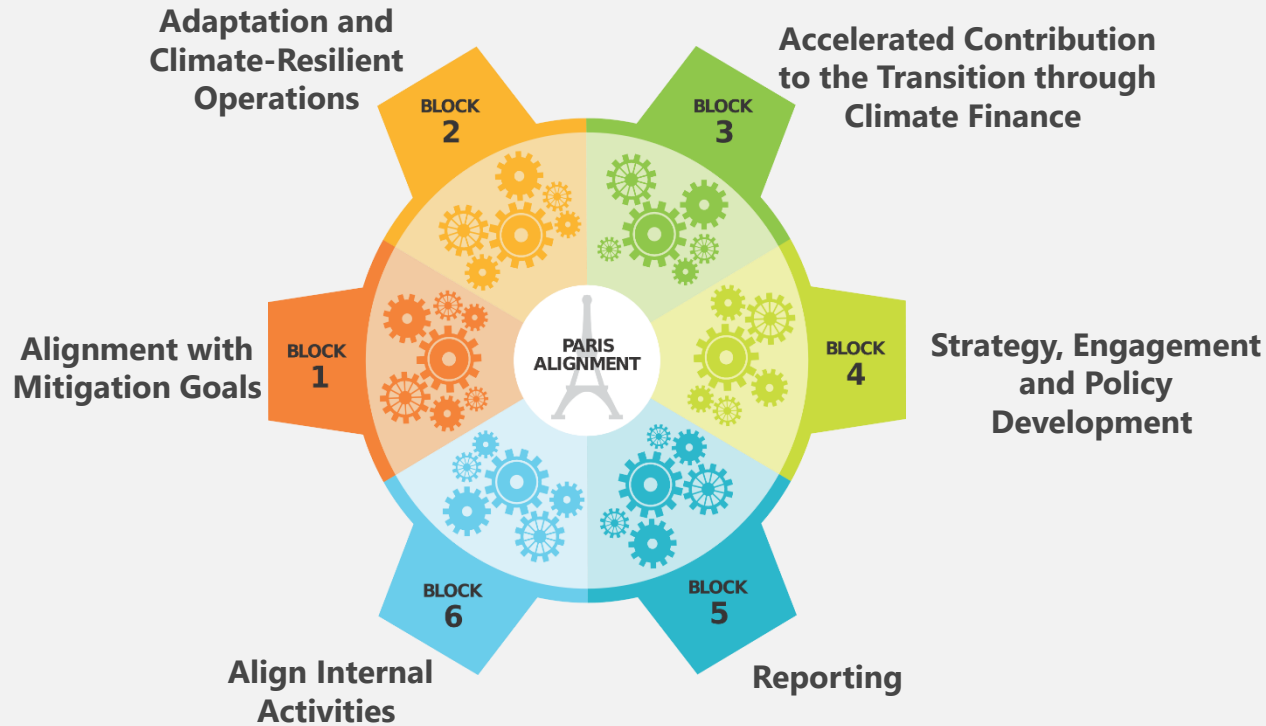 Adaptation and
Climate-Resilient
Operations
BLOCK
2
BLOCK
3
Accelerated Contribution
to the Transition through
Climate Finance
Alignment with
Mitigation Goals
BLOCK
1
PARIS
ALIGNMENT
BLOCK
4
Strategy, Engagement
and Policy
Development
BLOCK
6
Align Internal
Activities
BLOCK
5
Reporting